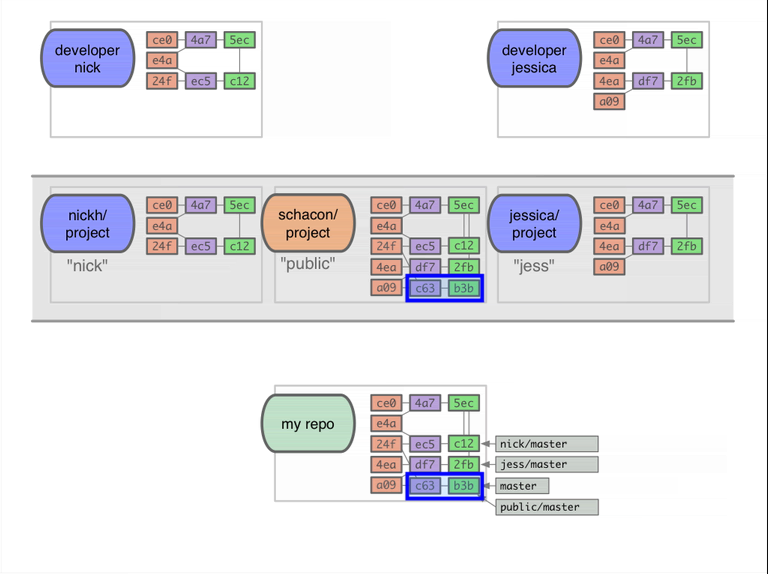 developer
nick
ce0 4a7 5ec
e4a
24f ec5 c12
developer
jessica
ce0 4a7 5ec
e4a
4ea df7 2fb
a09
nickh/
project
"nick"
ce0 4a7 5ec
e4a
24f ec5 c12
schacon/
project
"public"
ce0 4a7 5ec
e4a
24f ec5 c12
4ea df7 2fb
a09 c63 b3b
jessica/
project
"jess"
ce0 4a7 5ec
e4a
4ea df7 2fb
a09
my repo
ce0 4a7 5ec
e4a
24f ec5 c12 nick/master
4ea df7 2fb jess/master
a09 c63 b3b master
public/master